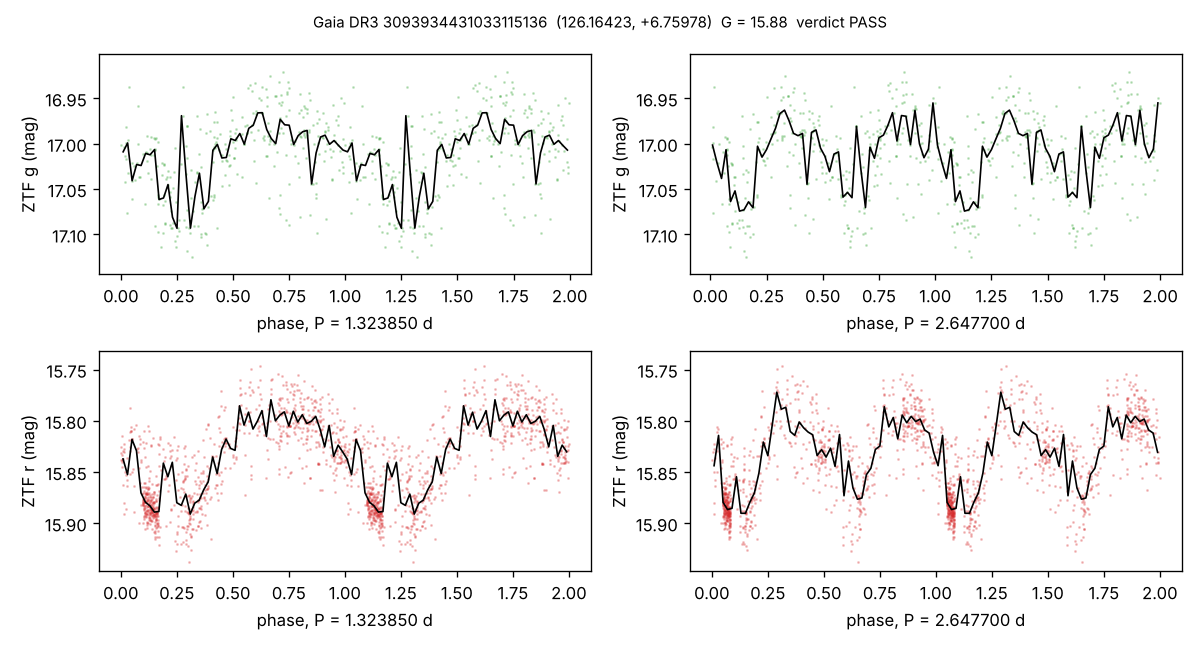 Gaia DR3 3093934431033115136 (126.16423, +6.75978) G = 15.88 verdict PASS
ZTF g (mag)
16.95
17.00
17.05
17.10
0.00 0.25 0.50 0.75 1.00 1.25 1.50 1.75 2.00
phase, P = 1.323850 d
ZTF g (mag)
16.95
17.00
17.05
17.10
0.00 0.25 0.50 0.75 1.00 1.25 1.50 1.75 2.00
phase, P = 2.647700 d
ZTF r (mag)
15.75
15.80
15.85
15.90
0.00 0.25 0.50 0.75 1.00 1.25 1.50 1.75 2.00
phase, P = 1.323850 d
ZTF r (mag)
15.75
15.80
15.85
15.90
0.00 0.25 0.50 0.75 1.00 1.25 1.50 1.75 2.00
phase, P = 2.647700 d